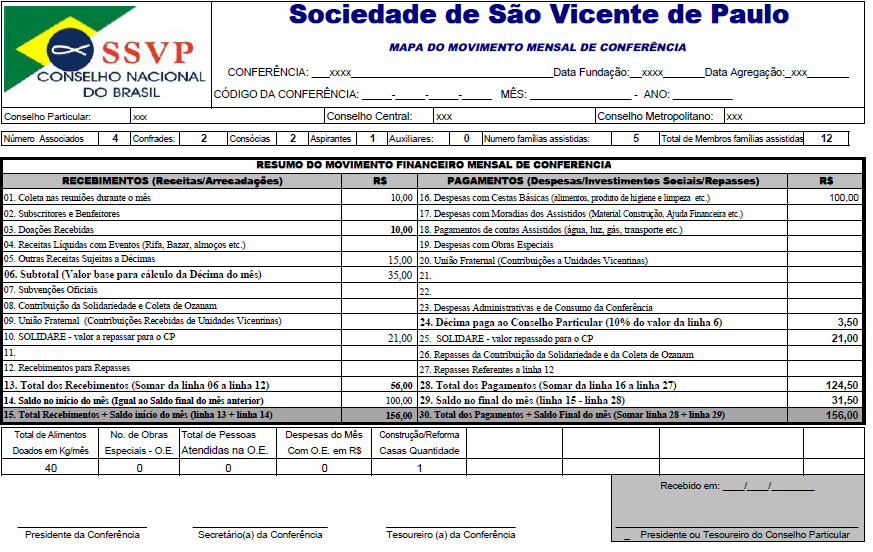 Sociedade de São Vicente de Paulo
SSVP
CONSELHO NACIONAL
DO BRASIL
MAPA DO MOVIMENTO MENSAL DE CONFERÊNCIA
CONFERÊNCIA: ___xxxx___ Data Fundação:__xxxx____Data Agregação:_xxx____
CÓDIGO DA CONFERÊNCIA: _____-_____-_____-_____ MÊS: _________________ - ANO: __________
Conselho Particular: xxx Conselho Central: xxx Conselho Metropolitano: xxx
Número Associados 4 Confrades: 2 Consócias 2 Aspirantes 1 Auxiliares: 0 Numero famílias assistidas: 5 Total de Membros famílias assistidas 12
RESUMO DO MOVIMENTO FINANCEIRO MENSAL DE CONFERÊNCIA
RECEBIMENTOS (Receitas/Arrecadações) R$ PAGAMENTOS (Despesas/Investimentos Sociais/Repasses) R$
01. Coleta nas reuniões durante o mês 10,00 16. Despesas com Cestas Básicas (alimentos, produto de higiene e limpeza etc.) 100,00
02. Subscritores e Benfeitores 17. Despesas com Moradias dos Assistidos (Material Construção, Ajuda Financeira etc.)
03. Doações Recebidas 10,00 18. Pagamentos de contas Assistidos (água, luz, gás, transporte etc.)
04. Receitas Líquidas com Eventos (Rifa, Bazar, almoços etc.) 19. Despesas com Obras Especiais
05. Outras Receitas Sujeitas a Décimas 15,00 20. União Fraternal (Contribuições a Unidades Vicentinas)
06. Subtotal (Valor base para cálculo da Décima do mês) 35,00 21.
07. Subvenções Oficiais 22.
08. Contribuição da Solidariedade e Coleta de Ozanam 23. Despesas Administrativas e de Consumo da Conferência
09. União Fraternal (Contribuições Recebidas de Unidades Vicentinas) 24. Décima paga ao Conselho Particular (10% do valor da linha 6) 3,50
10. SOLIDARE - valor a repassar para o CP 21,00 25. SOLIDARE - valor repassado para o CP 21,00
11. 26. Repasses da Contribuição da Solidariedade e da Coleta de Ozanam
12. Recebimentos para Repasses 27. Repasses Referentes a linha 12
13. Total dos Recebimentos (Somar da linha 06 a linha 12) 56,00 28. Total dos Pagamentos (Somar da linha 16 a linha 27) 124,50
14. Saldo no início do mês (Igual ao Saldo final do mês anterior) 100,00 29. Saldo no final do mês (linha 15 - linha 28) 31,50
15. Total Recebimentos + Saldo início do mês (linha 13 + linha 14) 156,00 30. Total dos Pagamentos + Saldo Final do mês (Somar linha 28 + linha 29) 156,00
Total de Alimentos No. de Obras Total de Pessoas Despesas do Mês Construção/Reforma
Doados em Kg/mês Especiais - O.E. Atendidas na O.E. Com O.E. em R$ Casas Quantidade
40 0 0 0 1
Recebido em: ____/____/________
Presidente da Conferência Secretário(a) da Conferência Tesoureiro (a) da Conferência _ Presidente ou Tesoureiro do Conselho Particular